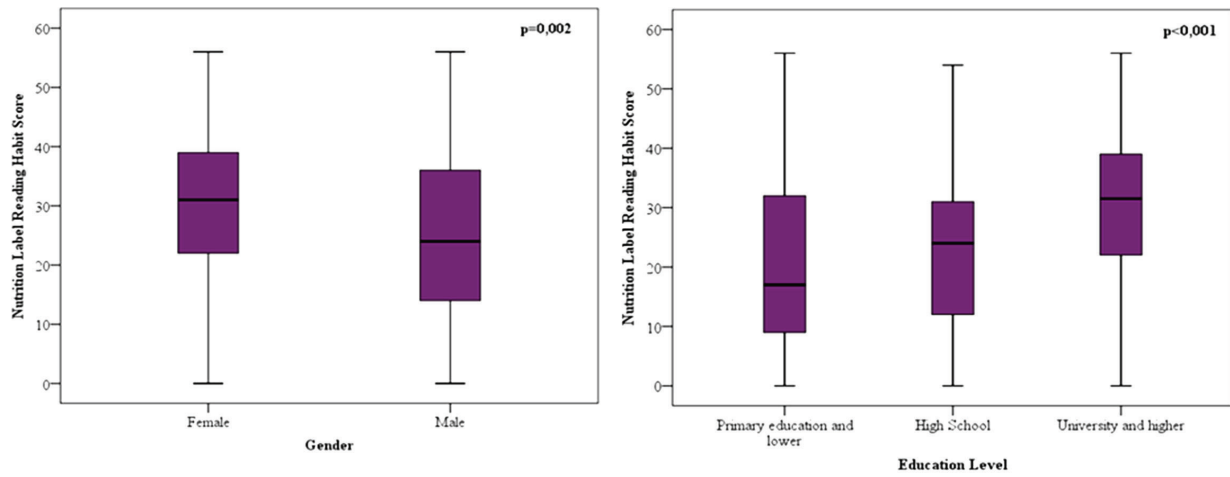 p=0,002
Nutrition Label Reading Habit Score
60
50
40
30
20
10
0
Female
Male
Gender
p<0,001
Nutrition Label Reading Habit Score
60
50
40
30
20
10
0
Primary education and
lower
High School
University and higher
Education Level